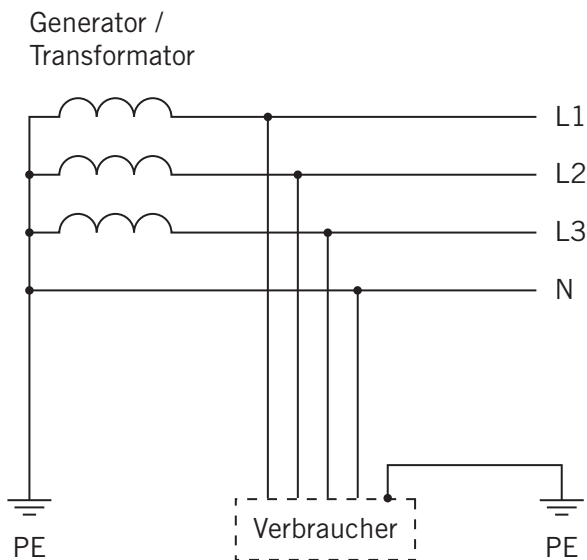 Generator /
Transformator
L1
L2
L3
N
Verbraucher
PE
PE